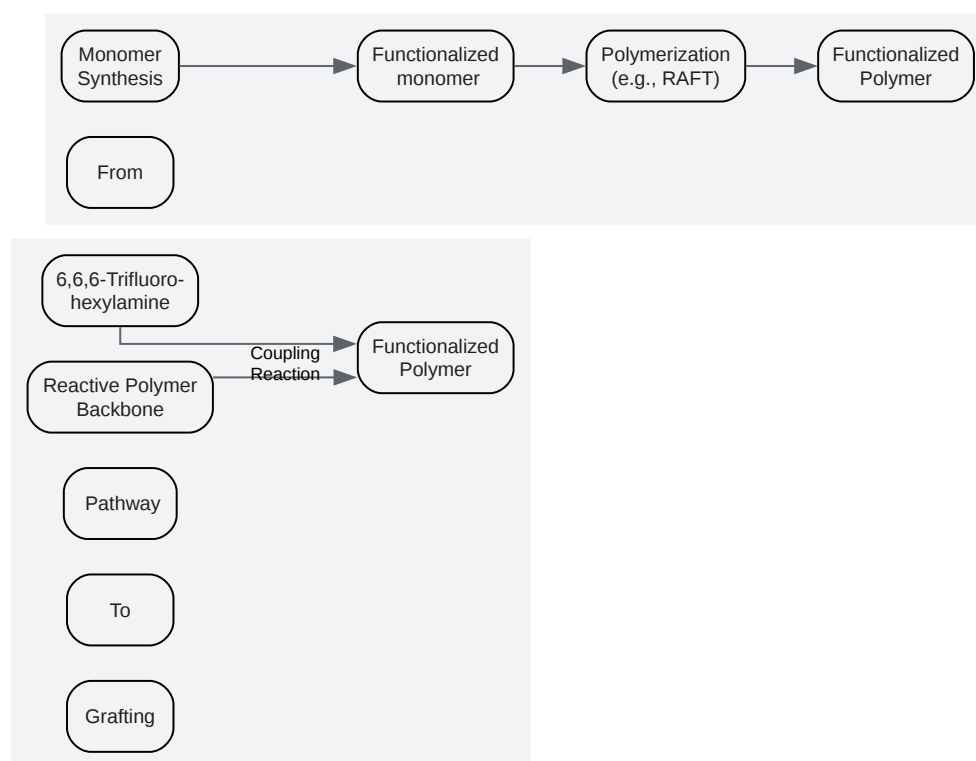 Monomer
Synthesis
Functionalized
monomer
Polymerization
(e.g., RAFT)
Functionalized
Polymer
From
6,6,6-Trifluoro-
hexylamine
Coupling
Reaction
Functionalized
Polymer
Reactive Polymer
Backbone
Pathway
To
Grafting